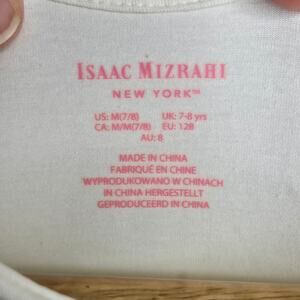 ISAAC MIZRAHI
NEW YORK™
US: M(7/8) UK: 7-8 yrs
CA: M/M(7/8) EU: 128
AU: 8
MADE IN CHINA
FABRIQUÉ EN CHINE
WYPRODUKOWANO W CHINACH
IN CHINA HERGESTELLT
GEPRODUCEERD IN CHINA